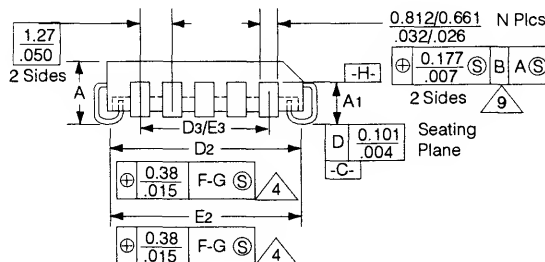 1.27
.050
2 Sides
0.812/0.661 N Plcs
.032/.026
⌖ 0.177 Ⓢ B A Ⓢ
.007
2 Sides
9
-H-
A
A1
D3/E3
D 0.101
.004
Seating
Plane
-C-
D2
⌖ 0.38 F-G Ⓢ
.015
4
E2
⌖ 0.38 F-G Ⓢ
.015
4